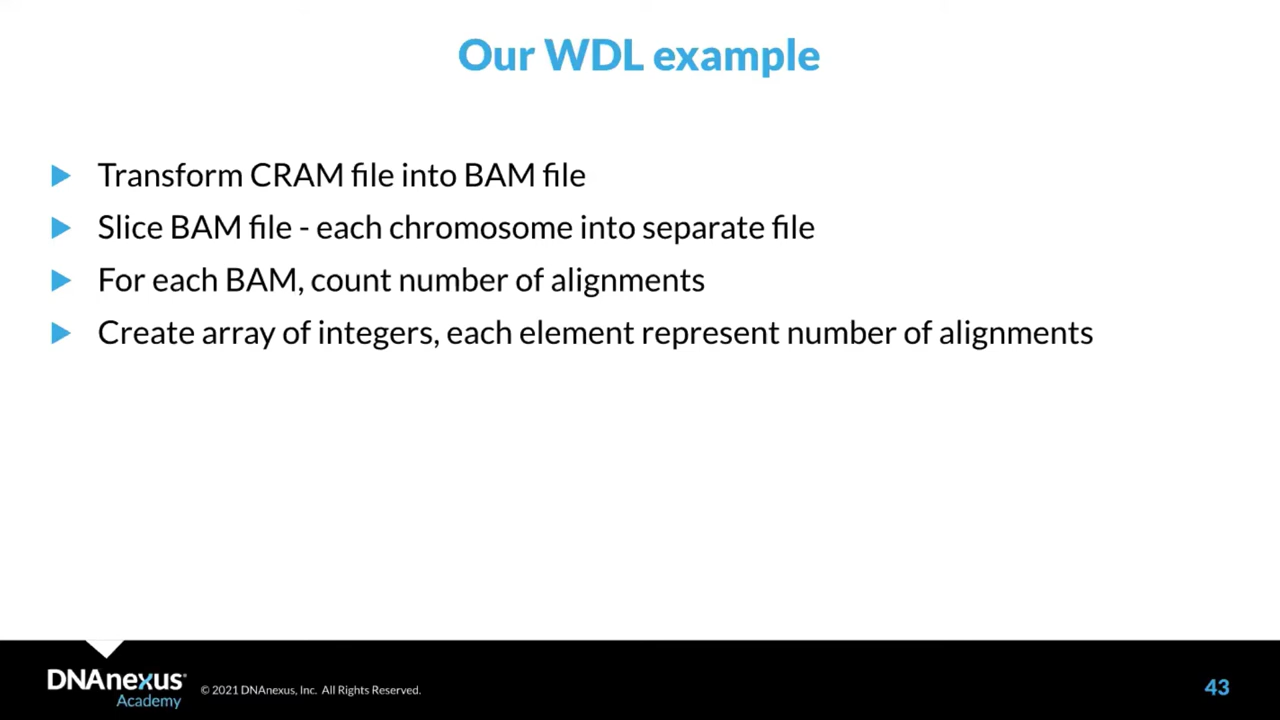 Our WDL example
Transform CRAM file into BAM file
Slice BAM file - each chromosome into separate file
For each BAM, count number of alignments
Create array of integers, each element represent number of alignments
DNAnexus®
Academy
© 2021 DNAnexus, Inc. All Rights Reserved.
43